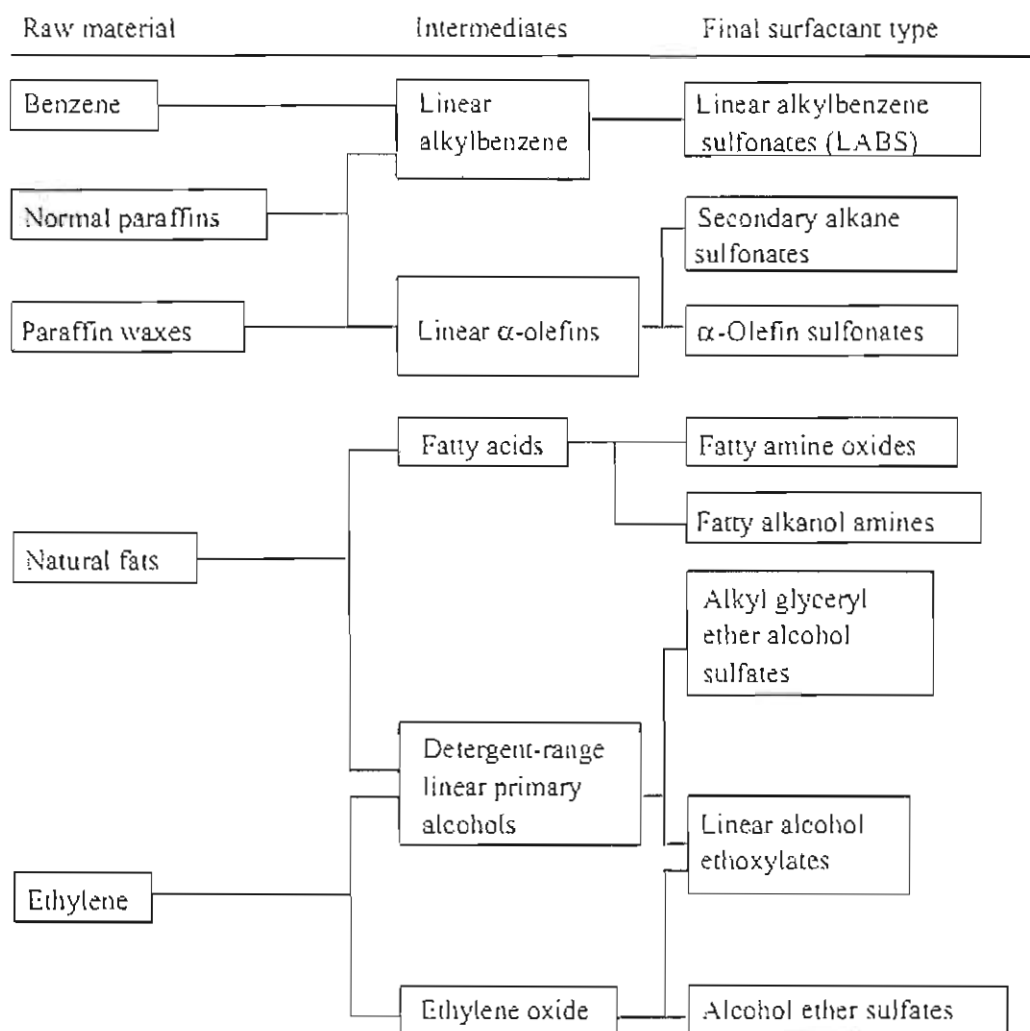 Raw material
Intermediates
Final surfactant type
Benzene
Linear
alkylbenzene
Linear alkylbenzene
sulfonates (LABS)
Normal paraffins
Secondary alkane
sulfonates
Paraffin waxes
Linear α-olefins
α-Olefin sulfonates
Fatty acids
Fatty amine oxides
Fatty alkanol amines
Natural fats
Alkyl glyceryl
ether alcohol
sulfates
Detergent-range
linear primary
alcohols
Linear alcohol
ethoxylates
Ethylene
Ethylene oxide
Alcohol ether sulfates